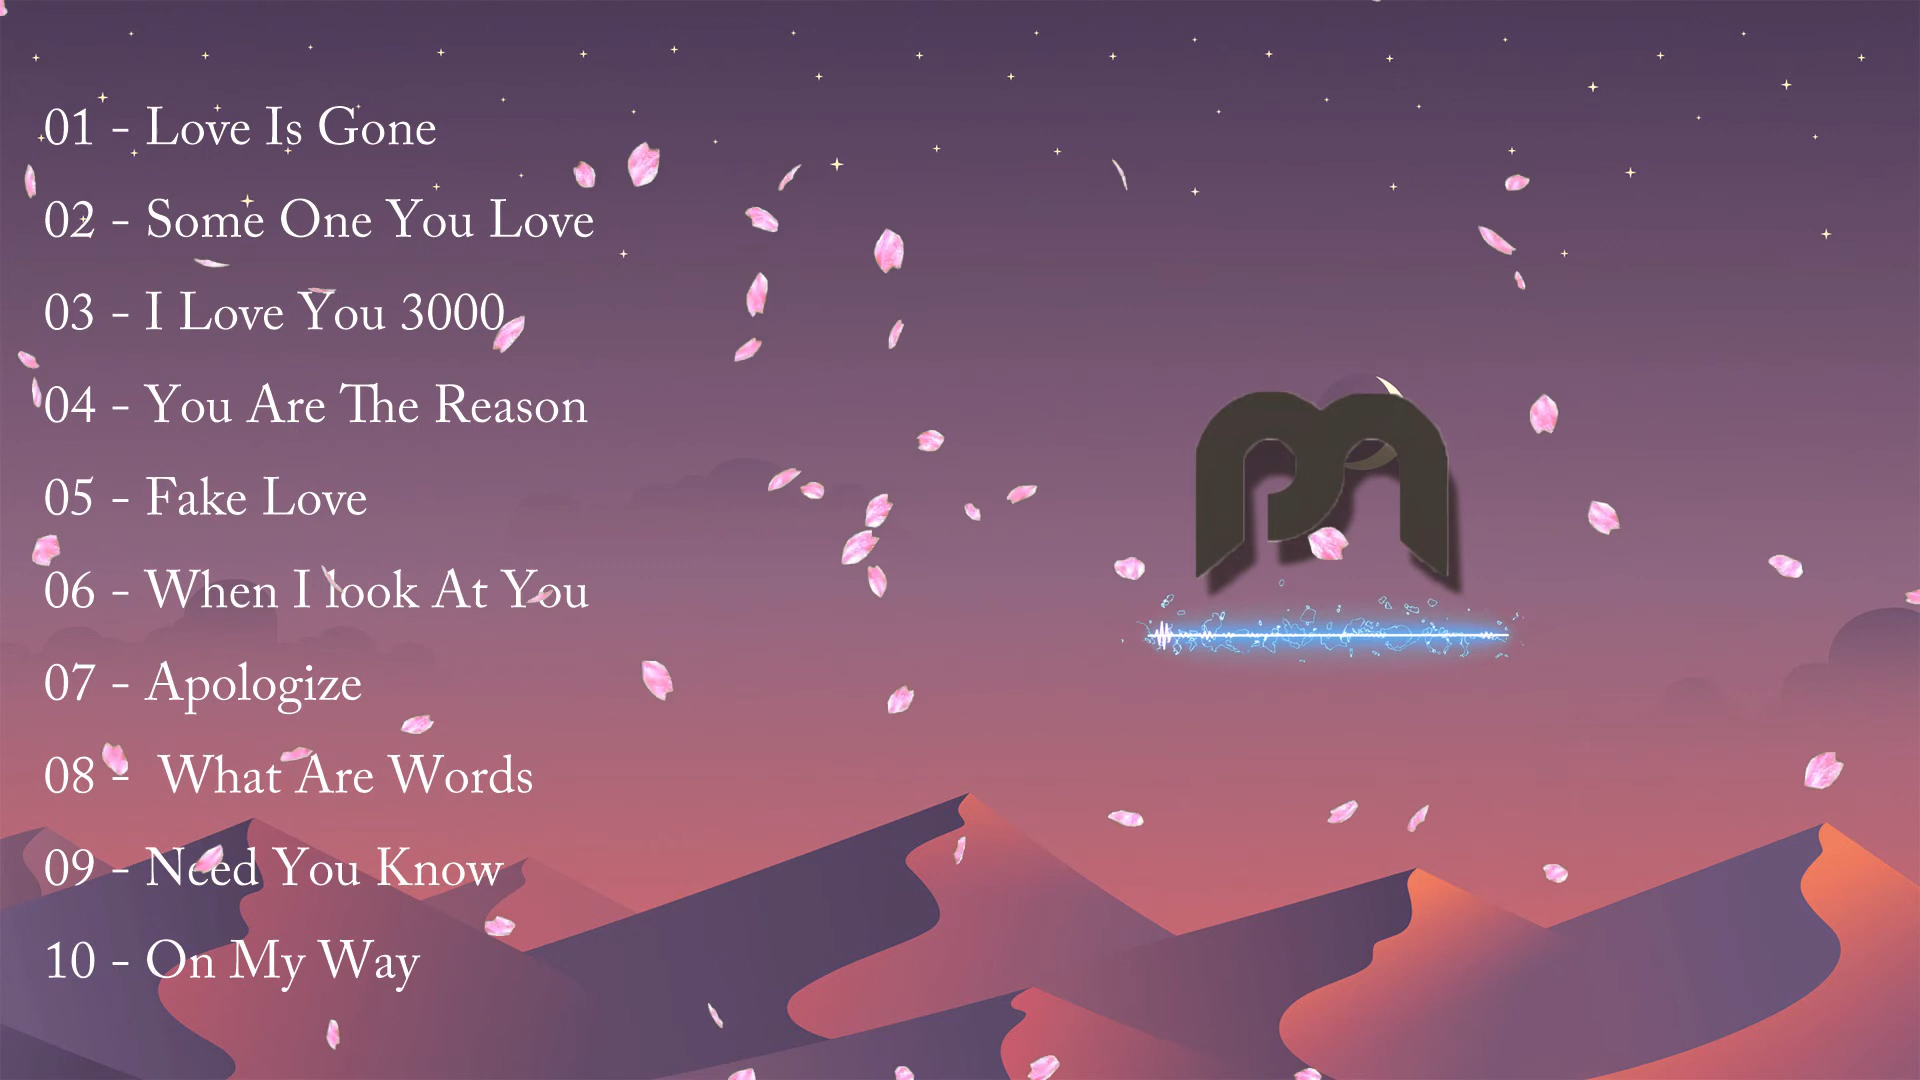 01 - Love Is Gone
02 - Some One You Love
03 - I Love You 3000
04 - You Are The Reason
05 - Fake Love
06 - When I look At You
07 - Apologize
08 -  What Are Words
09 - Need You Know
10 - On My Way